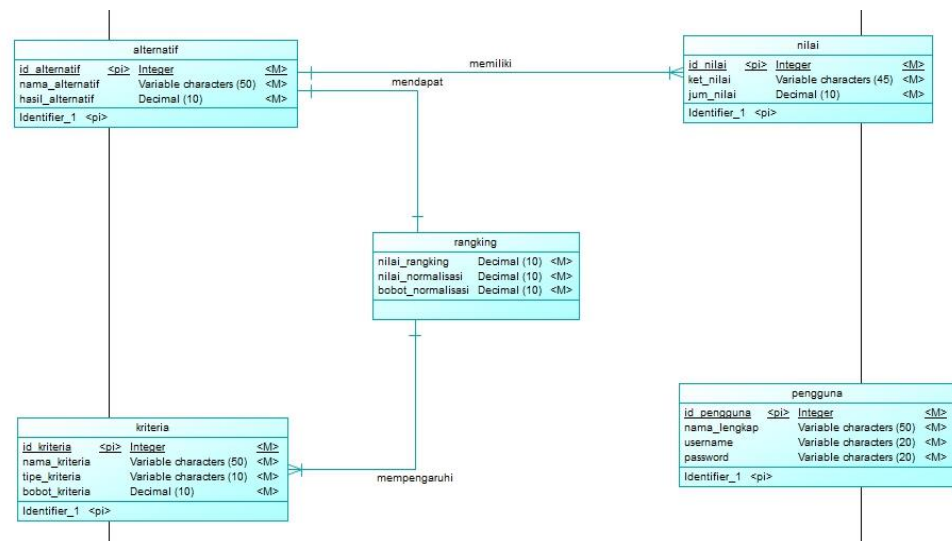 alternatif
id_alternatif <pi> Integer <M>
nama_alternatif Variable characters (50) <M>
hasil_alternatif Decimal (10) <M>
Identifier_1 <pi>
memiliki
mendapat
nilai
id_nilai <pi> Integer <M>
ket_nilai Variable characters (45) <M>
jum_nilai Decimal (10) <M>
Identifier_1 <pi>
rangking
nilai_rangking Decimal (10) <M>
nilai_normalisasi Decimal (10) <M>
bobot_normalisasi Decimal (10) <M>
kriteria
id_kriteria <pi> Integer <M>
nama_kriteria Variable characters (50) <M>
tipe_kriteria Variable characters (10) <M>
bobot_kriteria Decimal (10) <M>
Identifier_1 <pi>
mempengaruhi
pengguna
id_pengguna <pi> Integer <M>
nama_lengkap Variable characters (50) <M>
username Variable characters (20) <M>
password Variable characters (20) <M>
Identifier_1 <pi>